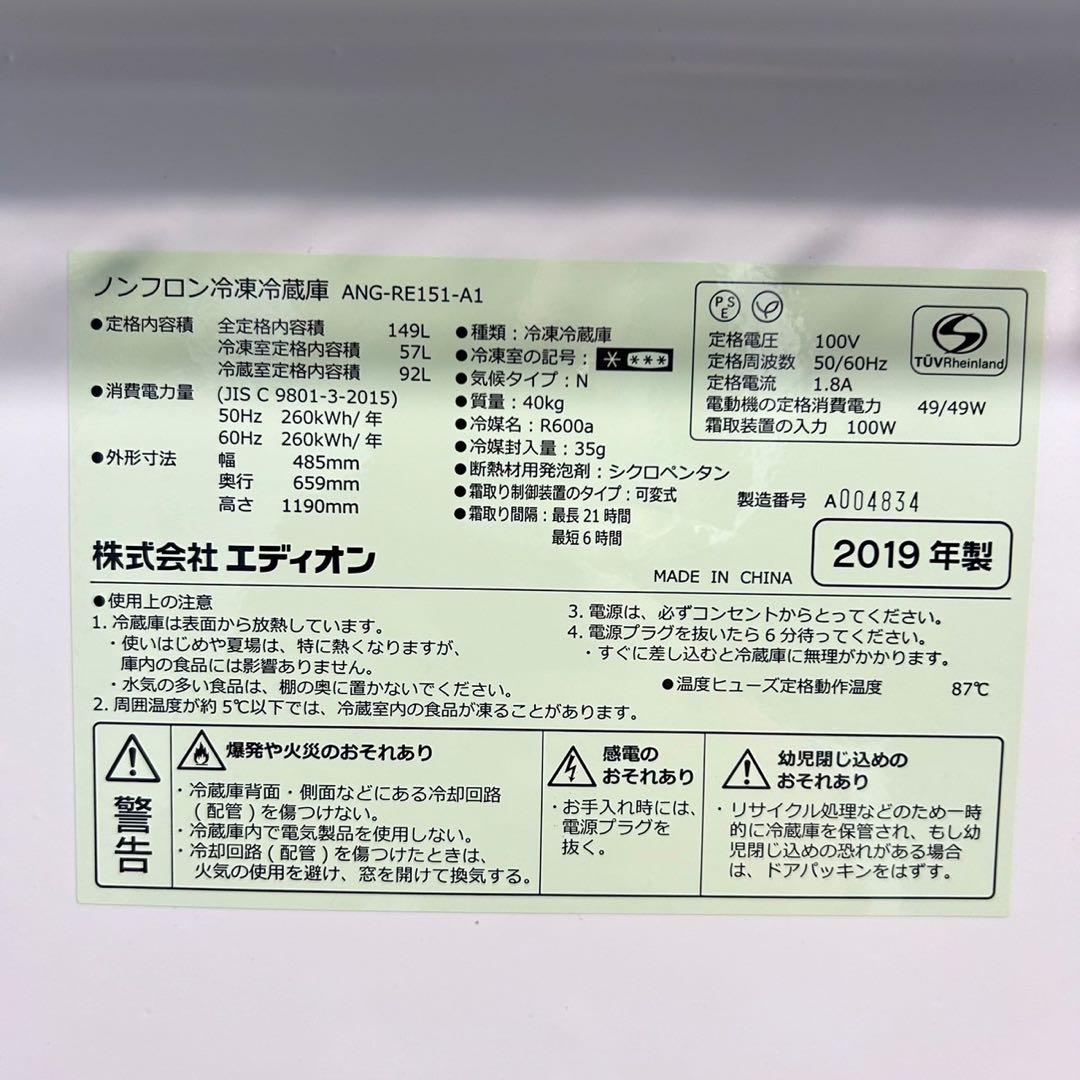 ノンフロン冷凍冷蔵庫 ANG-RE151-A1
●定格内容積 全定格内容積 149L
冷凍室定格内容積 57L
冷蔵室定格内容積 92L
●消費電力量 (JIS C 9801-3-2015)
50Hz 260kWh/年
60Hz 260kWh/年
●外形寸法 幅 485mm
奥行 659mm
高さ 1190mm
●種類：冷凍冷蔵庫
●冷凍室の記号：* ***
●気候タイプ：N
●質量：40kg
●冷媒名：R600a
●冷媒封入量：35g
●断熱材用発泡剤：シクロペンタン
●霜取り制御装置のタイプ：可変式
●霜取り間隔：最長21時間
最短6時間
PSE
定格電圧 100V
定格周波数 50/60Hz
定格電流 1.8A
電動機の定格消費電力 49/49W
霜取装置の入力 100W
TÜVRheinland
製造番号 A004834
株式会社 エディオン
MADE IN CHINA
2019年製
●使用上の注意
1. 冷蔵庫は表面から放熱しています。
・使いはじめや夏場は、特に熱くなりますが、
庫内の食品には影響ありません。
・水気の多い食品は、棚の奥に置かないでください。
2. 周囲温度が約5℃以下では、冷蔵室内の食品が凍ることがあります。
3. 電源は、必ずコンセントからとってください。
4. 電源プラグを抜いたら6分待ってください。
・すぐに差し込むと冷蔵庫に無理がかかります。
●温度ヒューズ定格動作温度 87℃
警告
爆発や火災のおそれあり
・冷蔵庫背面・側面などにある冷却回路
(配管)を傷つけない。
・冷蔵庫内で電気製品を使用しない。
・冷却回路(配管)を傷つけたときは、
火気の使用を避け、窓を開けて換気する。
感電の
おそれあり
・お手入れ時には、
電源プラグを
抜く。
幼児閉じ込めの
おそれあり
・リサイクル処理などのため一時
的に冷蔵庫を保管され、もし幼
児閉じ込めの恐れがある場合
は、ドアパッキンをはずす。